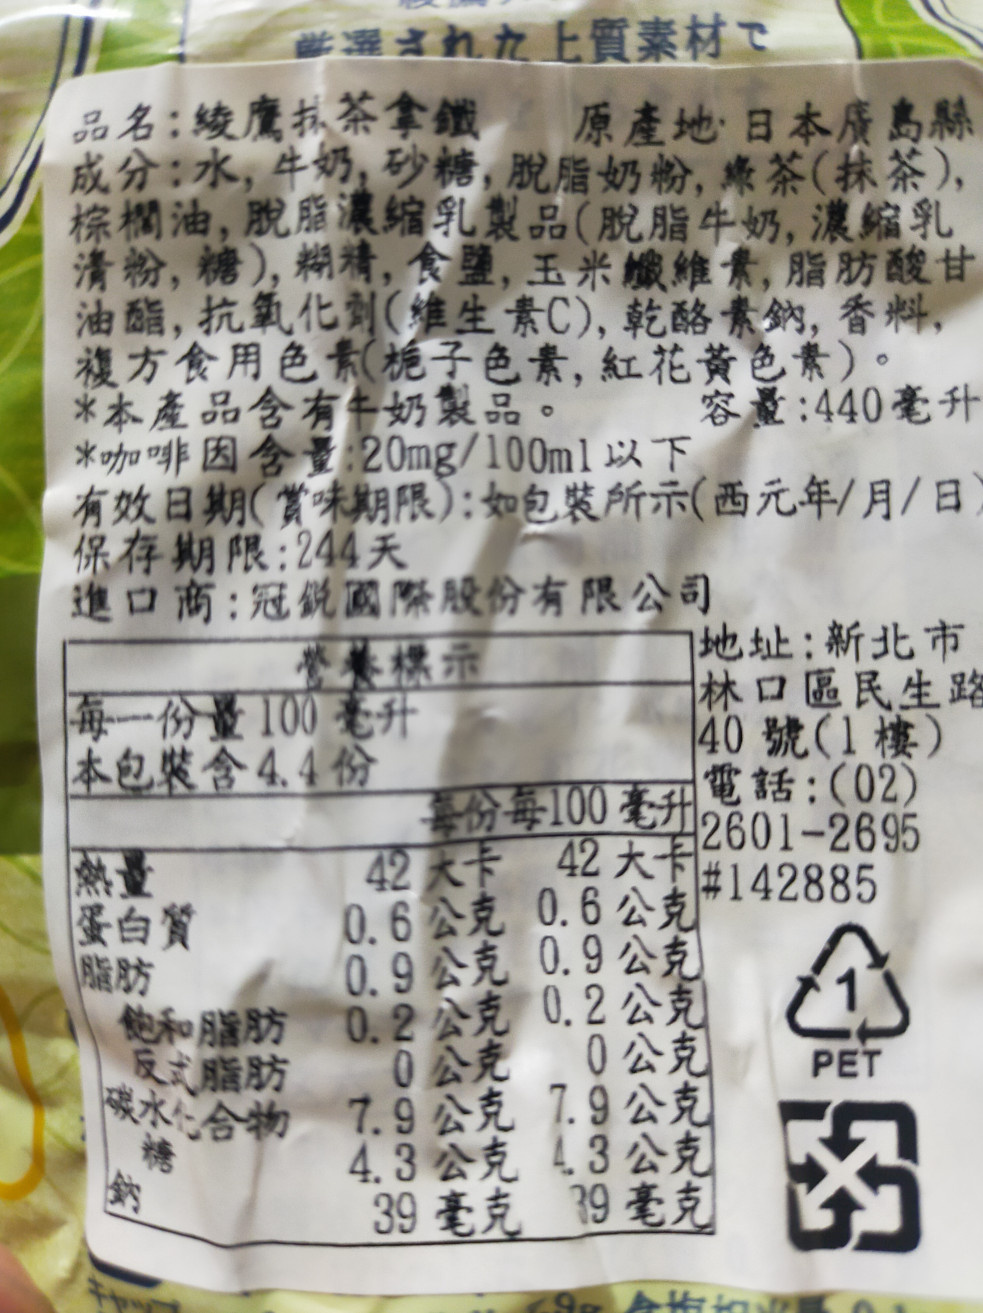 厳選された上質素材で
品名:綾鷹抹茶拿鐵 原產地:日本廣島縣
成分:水, 牛奶, 砂糖, 脫脂奶粉, 綠茶(抹茶),
棕櫚油, 脫脂濃縮乳製品(脫脂牛奶, 濃縮乳
清粉, 糖), 糊精, 食鹽, 玉米纖維素, 脂肪酸甘
油酯, 抗氧化劑(維生素C), 乾酪素鈉, 香料,
複方食用色素(梔子色素, 紅花黃色素)。
*本產品含有牛奶製品。 容量:440毫升
*咖啡因含量:20mg/100ml以下
有效日期(賞味期限):如包裝所示(西元年/月/日)
保存期限:244天
進口商:冠銳國際股份有限公司
地址:新北市
林口區民生路
40號(1樓)
電話:(02)
2601-2695
#142885
營養標示
每一份量 100 毫升
本包裝含 4.4 份
每份 每100 毫升
熱量 42 大卡 42 大卡
蛋白質 0.6 公克 0.6 公克
脂肪 0.9 公克 0.9 公克
飽和脂肪 0.2 公克 0.2 公克
反式脂肪 0 公克 0 公克
碳水化合物 7.9 公克 7.9 公克
糖 4.3 公克 4.3 公克
鈉 39 毫克 39 毫克
1
PET
キャップ